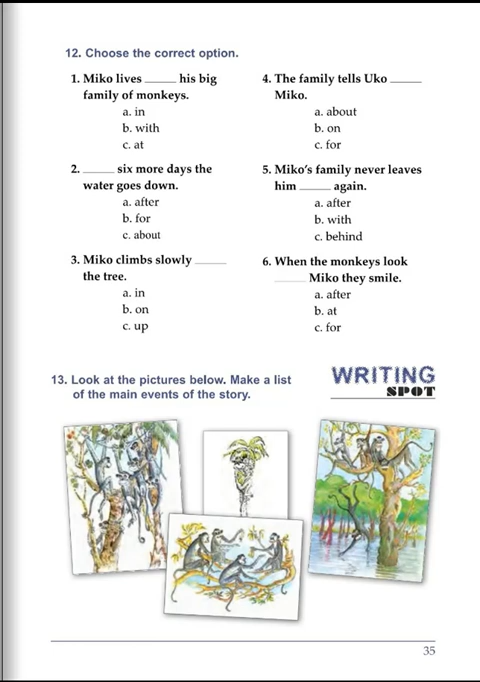 12. Choose the correct option.
1. Miko lives _____ his big
family of monkeys.
a. in
b. with
c. at
2. _____ six more days the
water goes down.
a. after
b. for
c. about
3. Miko climbs slowly _____
the tree.
a. in
b. on
c. up
4. The family tells Uko _____
Miko.
a. about
b. on
c. for
5. Miko's family never leaves
him _____ again.
a. after
b. with
c. behind
6. When the monkeys look
_____ Miko they smile.
a. after
b. at
c. for
13. Look at the pictures below. Make a list
of the main events of the story.
WRITING
SPOT
35